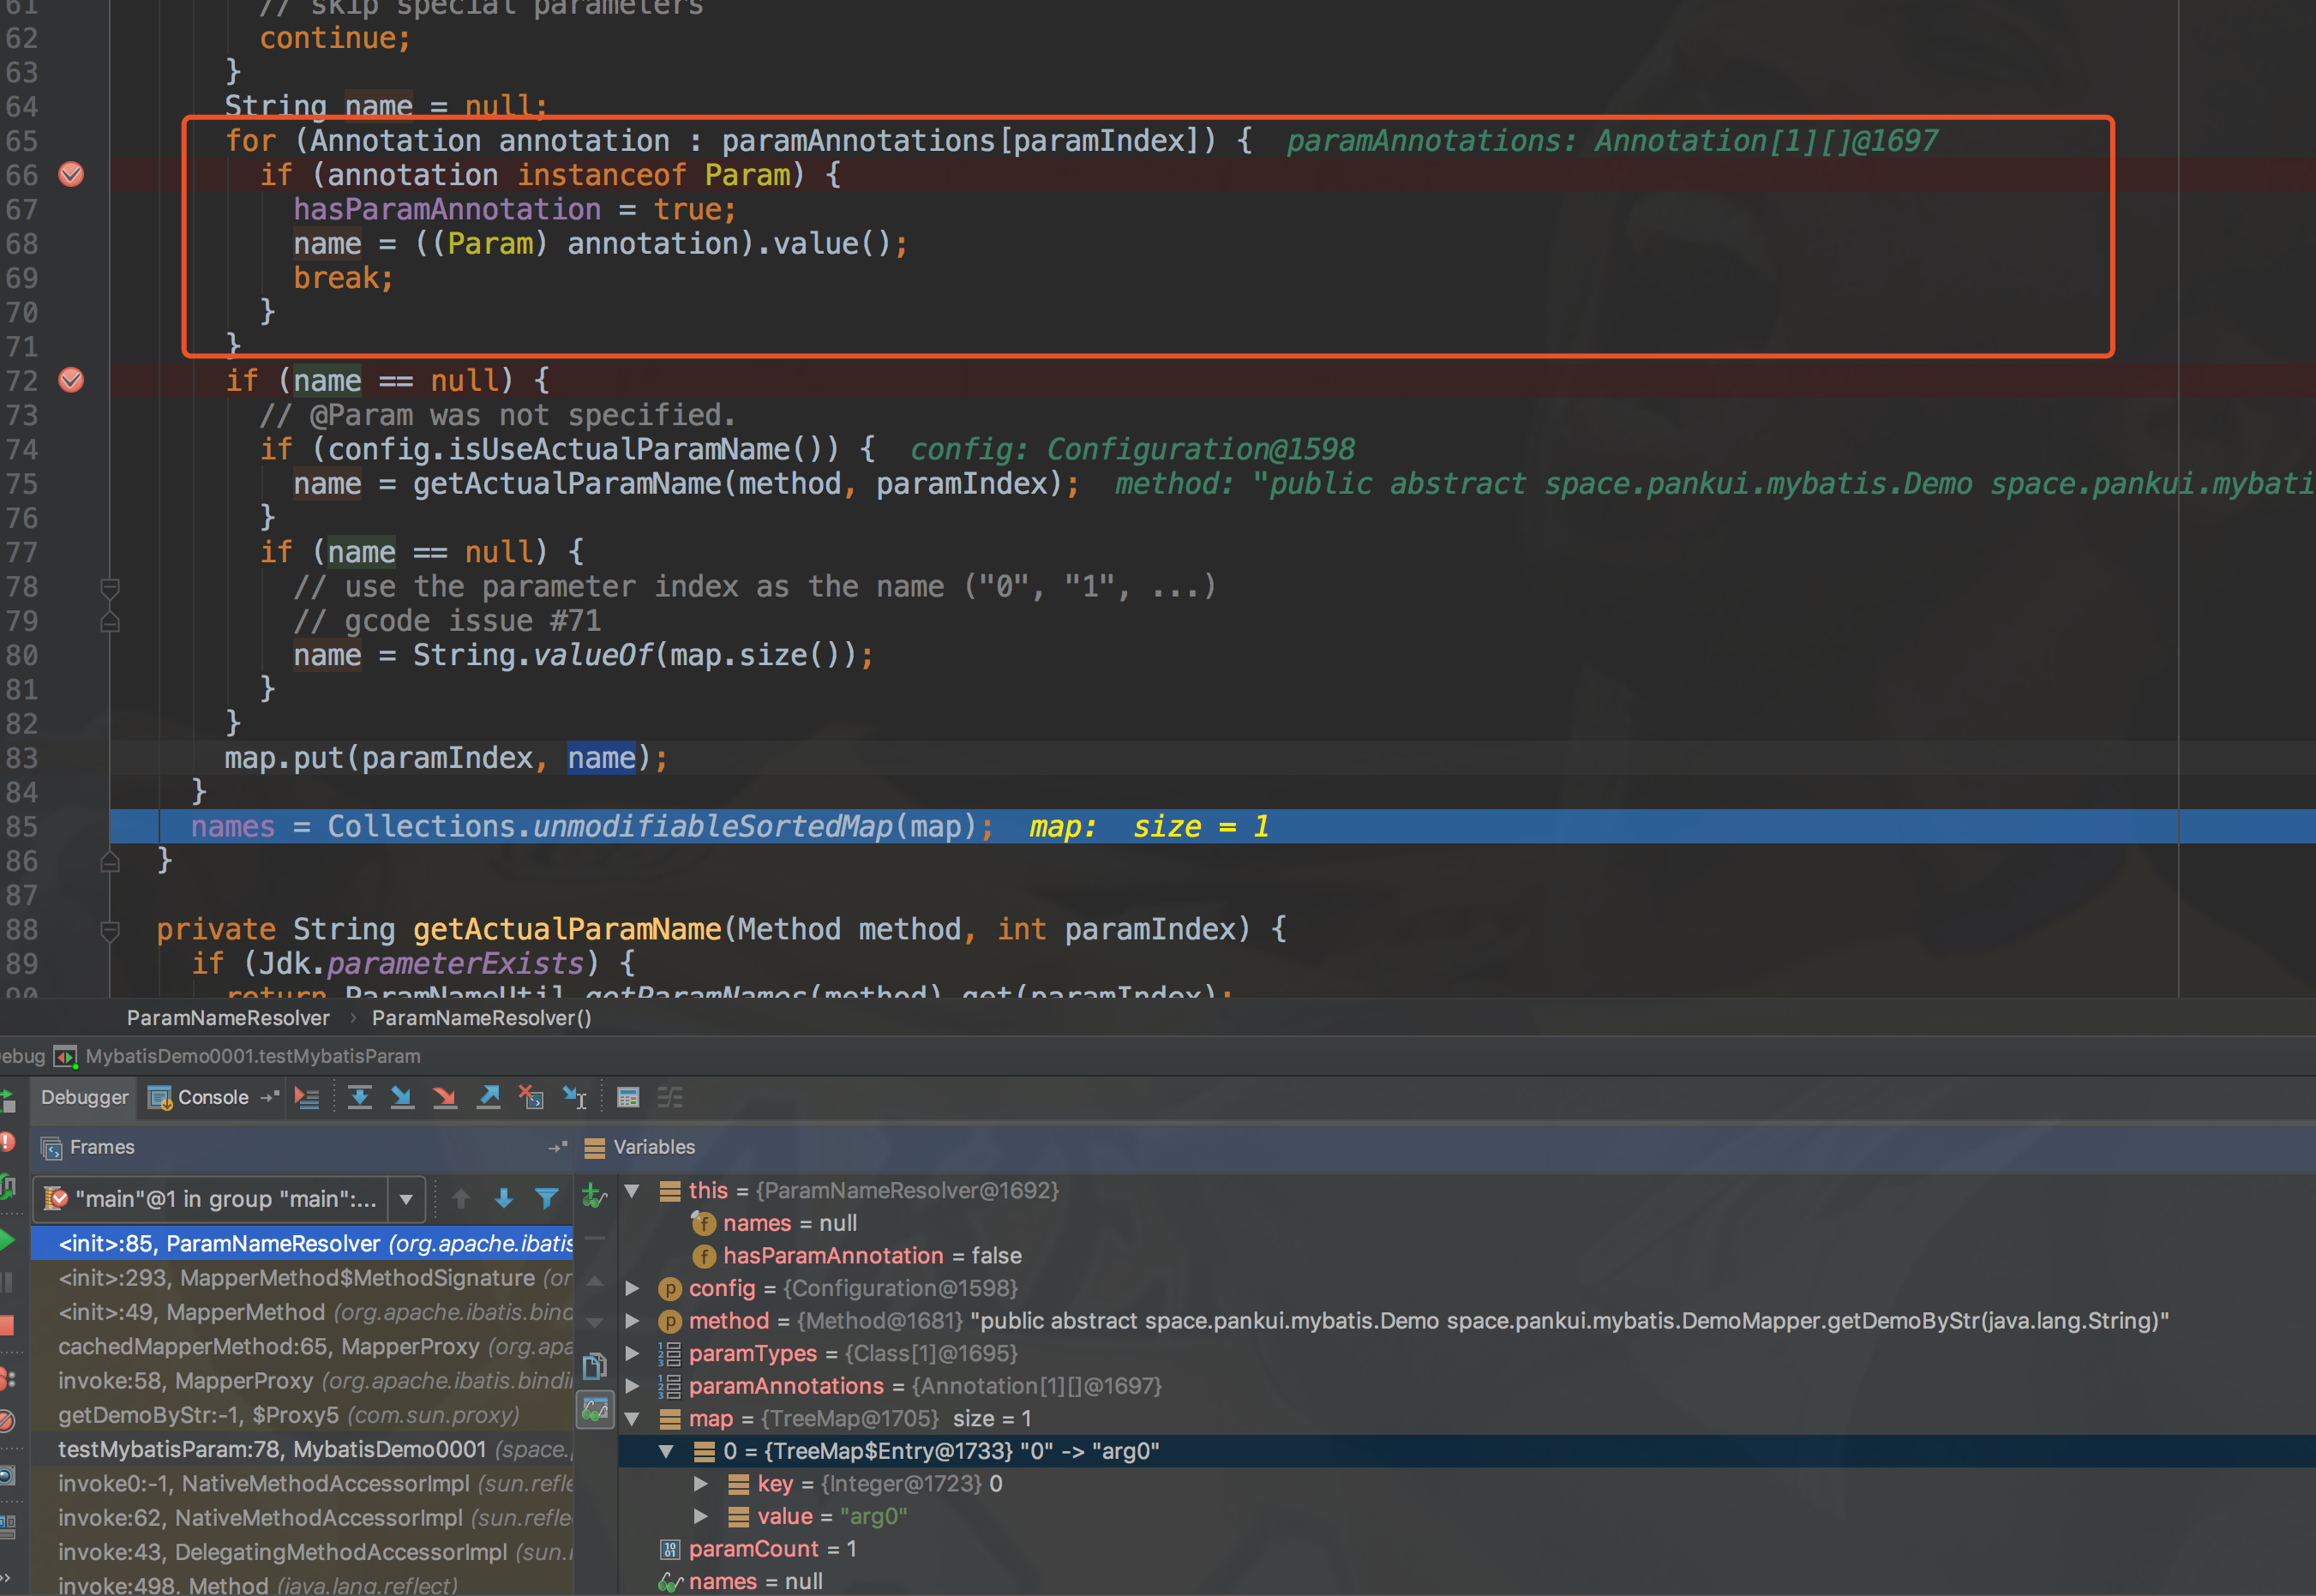 61 // skip special parameters
62 continue;
63 }
64 String name = null;
65 for (Annotation annotation : paramAnnotations[paramIndex]) { paramAnnotations: Annotation[1][]@1697
66 if (annotation instanceof Param) {
67 hasParamAnnotation = true;
68 name = ((Param) annotation).value();
69 break;
70 }
71 }
72 if (name == null) {
73 // @Param was not specified.
74 if (config.isUseActualParamName()) { config: Configuration@1598
75 name = getActualParamName(method, paramIndex); method: "public abstract space.pankui.mybatis.Demo space.pankui.mybati
76 }
77 if (name == null) {
78 // use the parameter index as the name ("0", "1", ...)
79 // gcode issue #71
80 name = String.valueOf(map.size());
81 }
82 }
83 map.put(paramIndex, name);
84 }
85 names = Collections.unmodifiableSortedMap(map); map: size = 1
86 }
87
88 private String getActualParamName(Method method, int paramIndex) {
89 if (Jdk.parameterExists) {
90 return ParamNameUtil.getParamNames(method).get(paramIndex);
ParamNameResolver › ParamNameResolver()
ebug MybatisDemo0001.testMybatisParam
Debugger Console
Frames
Variables
"main"@1 in group "main":...
<init>:85, ParamNameResolver (org.apache.ibatis
<init>:293, MapperMethod$MethodSignature (or
<init>:49, MapperMethod (org.apache.ibatis.bind
cachedMapperMethod:65, MapperProxy (org.apa
invoke:58, MapperProxy (org.apache.ibatis.bindi
getDemoByStr:-1, $Proxy5 (com.sun.proxy)
testMybatisParam:78, MybatisDemo0001 (space.
invoke0:-1, NativeMethodAccessorImpl (sun.refle
invoke:62, NativeMethodAccessorImpl (sun.refle
invoke:43, DelegatingMethodAccessorImpl (sun.r
invoke:498, Method (java.lang.reflect)
this = {ParamNameResolver@1692}
f names = null
f hasParamAnnotation = false
p config = {Configuration@1598}
p method = {Method@1681} "public abstract space.pankui.mybatis.Demo space.pankui.mybatis.DemoMapper.getDemoByStr(java.lang.String)"
paramTypes = {Class[1]@1695}
paramAnnotations = {Annotation[1][]@1697}
map = {TreeMap@1705} size = 1
0 = {TreeMap$Entry@1733} "0" -> "arg0"
key = {Integer@1723} 0
value = "arg0"
paramCount = 1
names = null